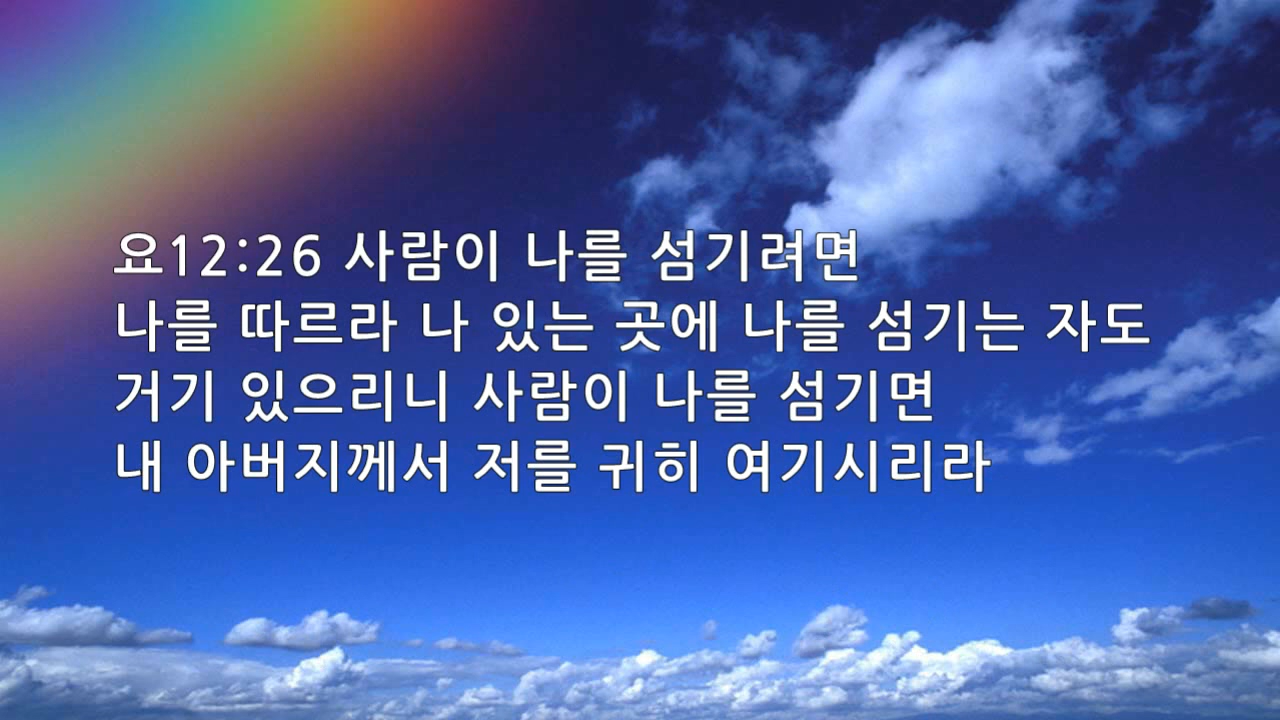 요12:26 사람이 나를 섬기려면
나를 따르라 나 있는 곳에 나를 섬기는 자도
거기 있으리니 사람이 나를 섬기면
내 아버지께서 저를 귀히 여기시리라